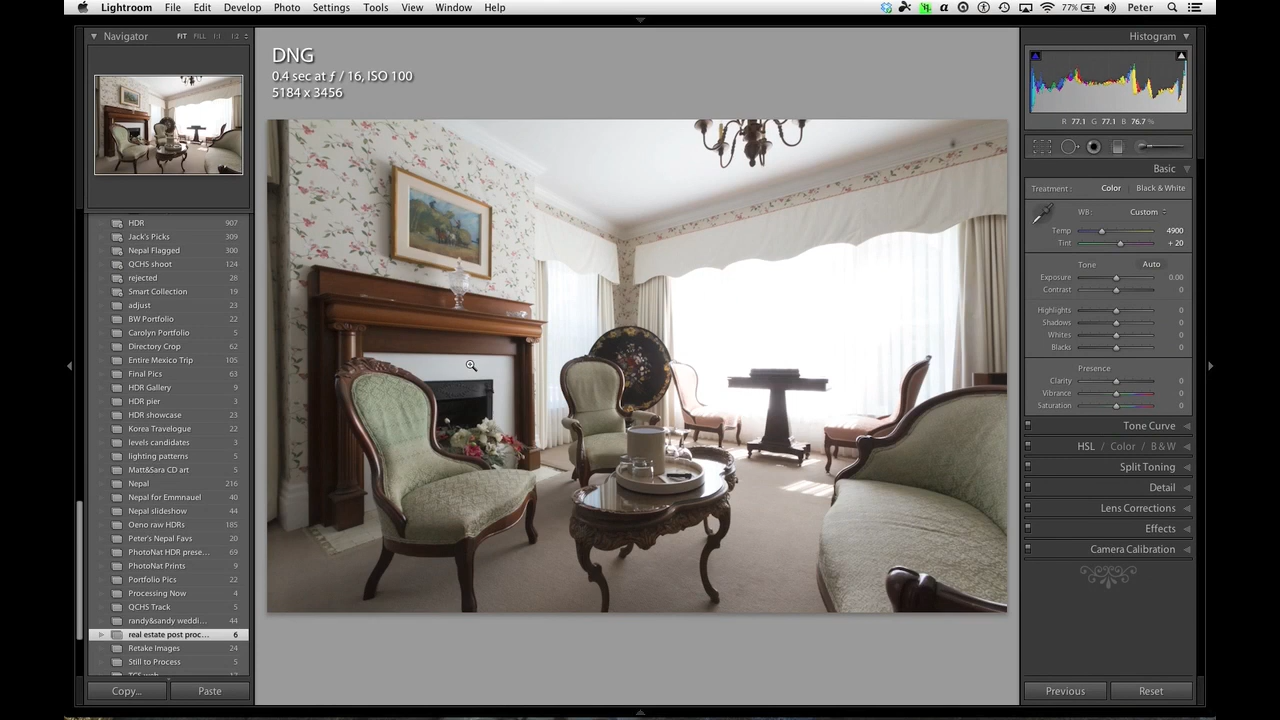 Lightroom File Edit Develop Photo Settings Tools View Window Help 77% Peter
Navigator FIT FILL 1:1 1:2
HDR 907
Jack's Picks 309
Nepal Flagged 300
QCHS shoot 124
rejected 28
Smart Collection 19
adjust 23
BW Portfolio 22
Carolyn Portfolio 5
Directory Crop 62
Entire Mexico Trip 105
Final Pics 63
HDR Gallery 9
HDR pier 3
HDR showcase 23
Korea Travelogue 22
levels candidates 3
lighting patterns 5
Matt&Sara CD art 5
Nepal 216
Nepal for Emmnauel 40
Nepal slideshow 44
Oeno raw HDRs 185
Peter's Nepal Favs 20
PhotoNat HDR prese... 69
PhotoNat Prints 9
Portfolio Pics 22
Processing Now 4
QCHS Track 5
randy&sandy weddi... 44
real estate post proc... 6
Retake Images 24
Still to Process 5
Copy... Paste
DNG
0.4 sec at ƒ / 16, ISO 100
5184 x 3456
Histogram
R 77.1 G 77.1 B 76.7 %
Basic
Treatment : Color Black & White
WB : Custom
Temp 4900
Tint + 20
Tone Auto
Exposure 0.00
Contrast 0
Highlights 0
Shadows 0
Whites 0
Blacks 0
Presence
Clarity 0
Vibrance 0
Saturation 0
Tone Curve
HSL / Color / B & W
Split Toning
Detail
Lens Corrections
Effects
Camera Calibration
Previous Reset